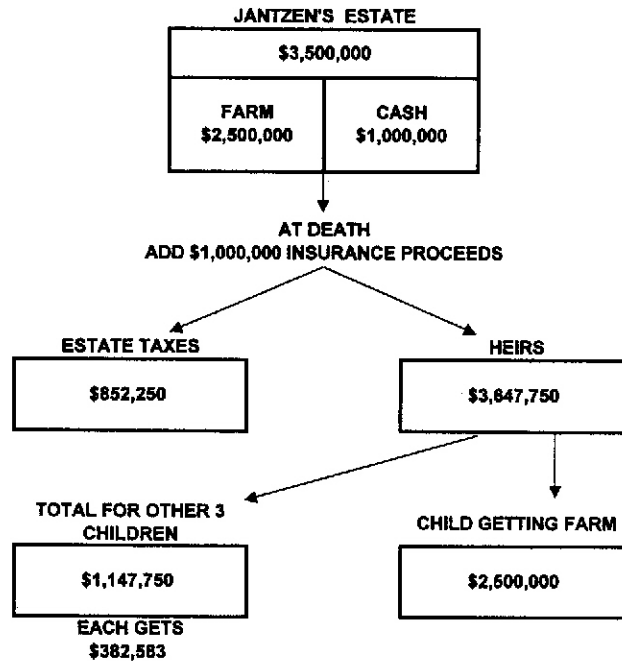 JANTZEN'S ESTATE
$3,500,000
FARM
$2,500,000
CASH
$1,000,000
AT DEATH
ADD $1,000,000 INSURANCE PROCEEDS
ESTATE TAXES
$852,250
HEIRS
$3,647,750
TOTAL FOR OTHER 3
CHILDREN
$1,147,750
EACH GETS
$382,583
CHILD GETTING FARM
$2,500,000